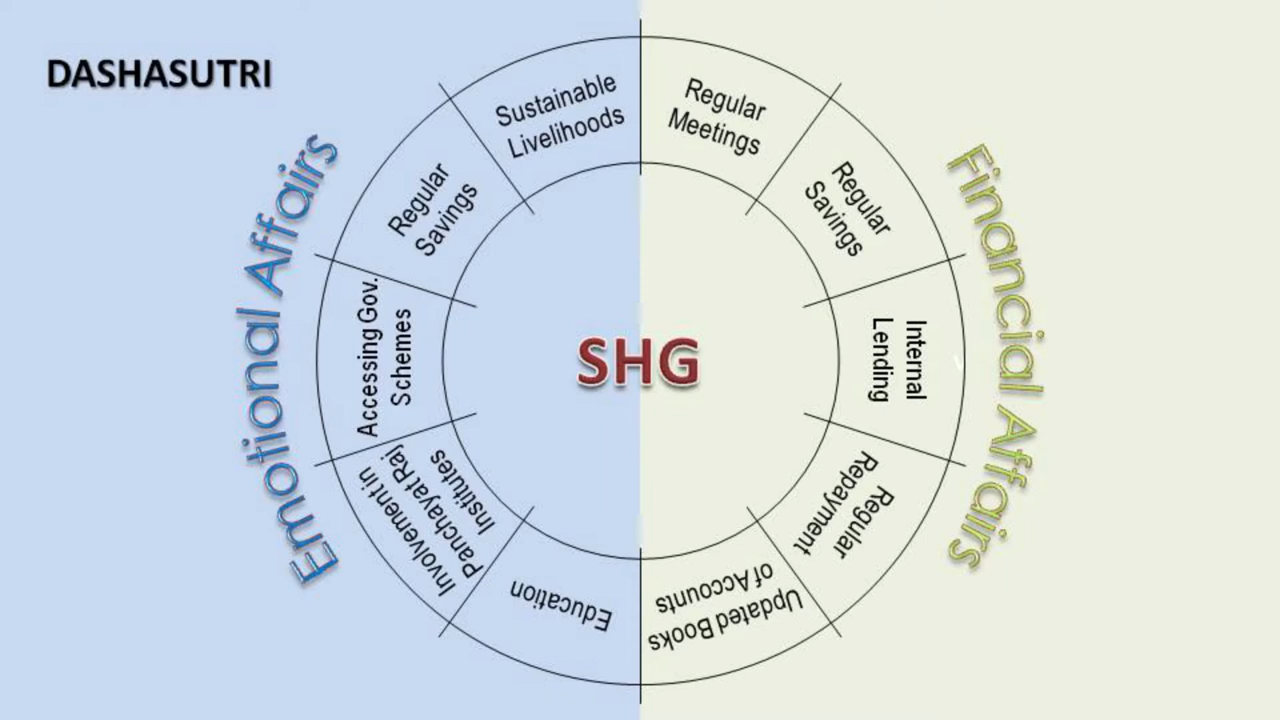 DASHASUTRI
Emotional Affairs
Financial Affairs
SHG
Regular
Meetings
Regular
Savings
Internal
Lending
Regular
Repayment
Updated Books
of Accounts
Education
Involvement in
Panchayat Raj
Institutes
Accessing Gov.
Schemes
Regular
Savings
Sustainable
Livelihoods